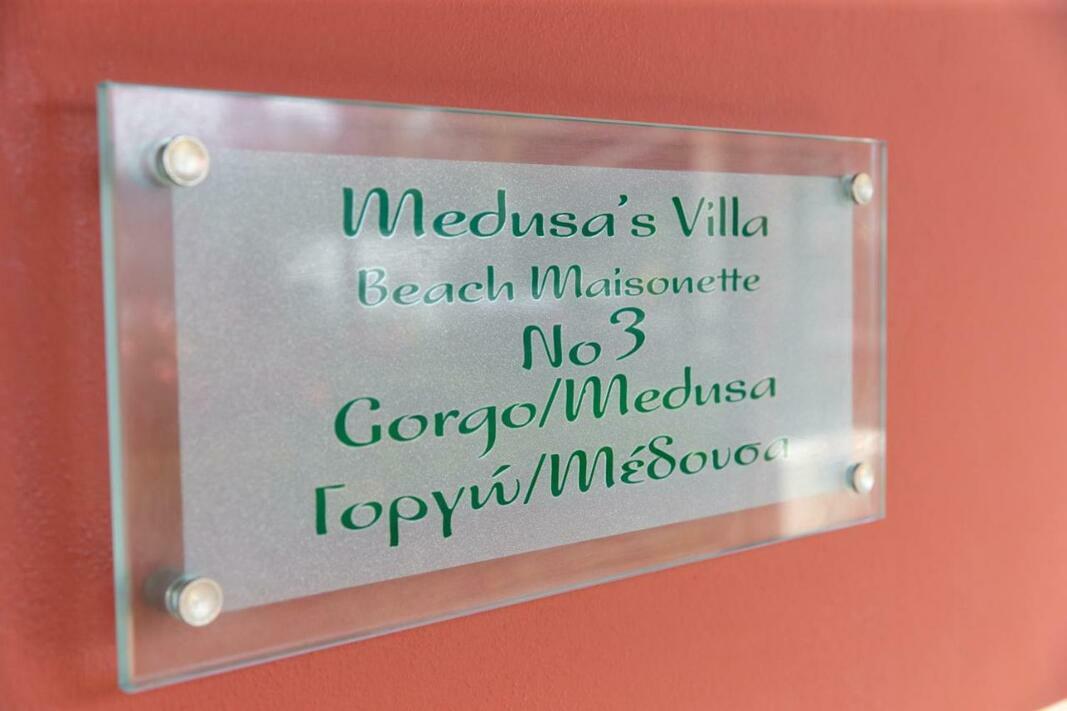 Medusa's Villa
Beach Maisonette
No 3
Gorgo/Medusa
Γοργώ/Μέδουσα